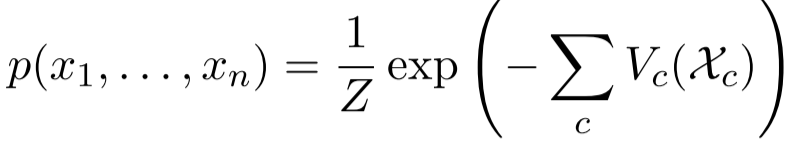 p(x_1, \ldots, x_n) = \frac{1}{Z} \exp\left(-\sum_c V_c(\mathcal{X}_c)\right)